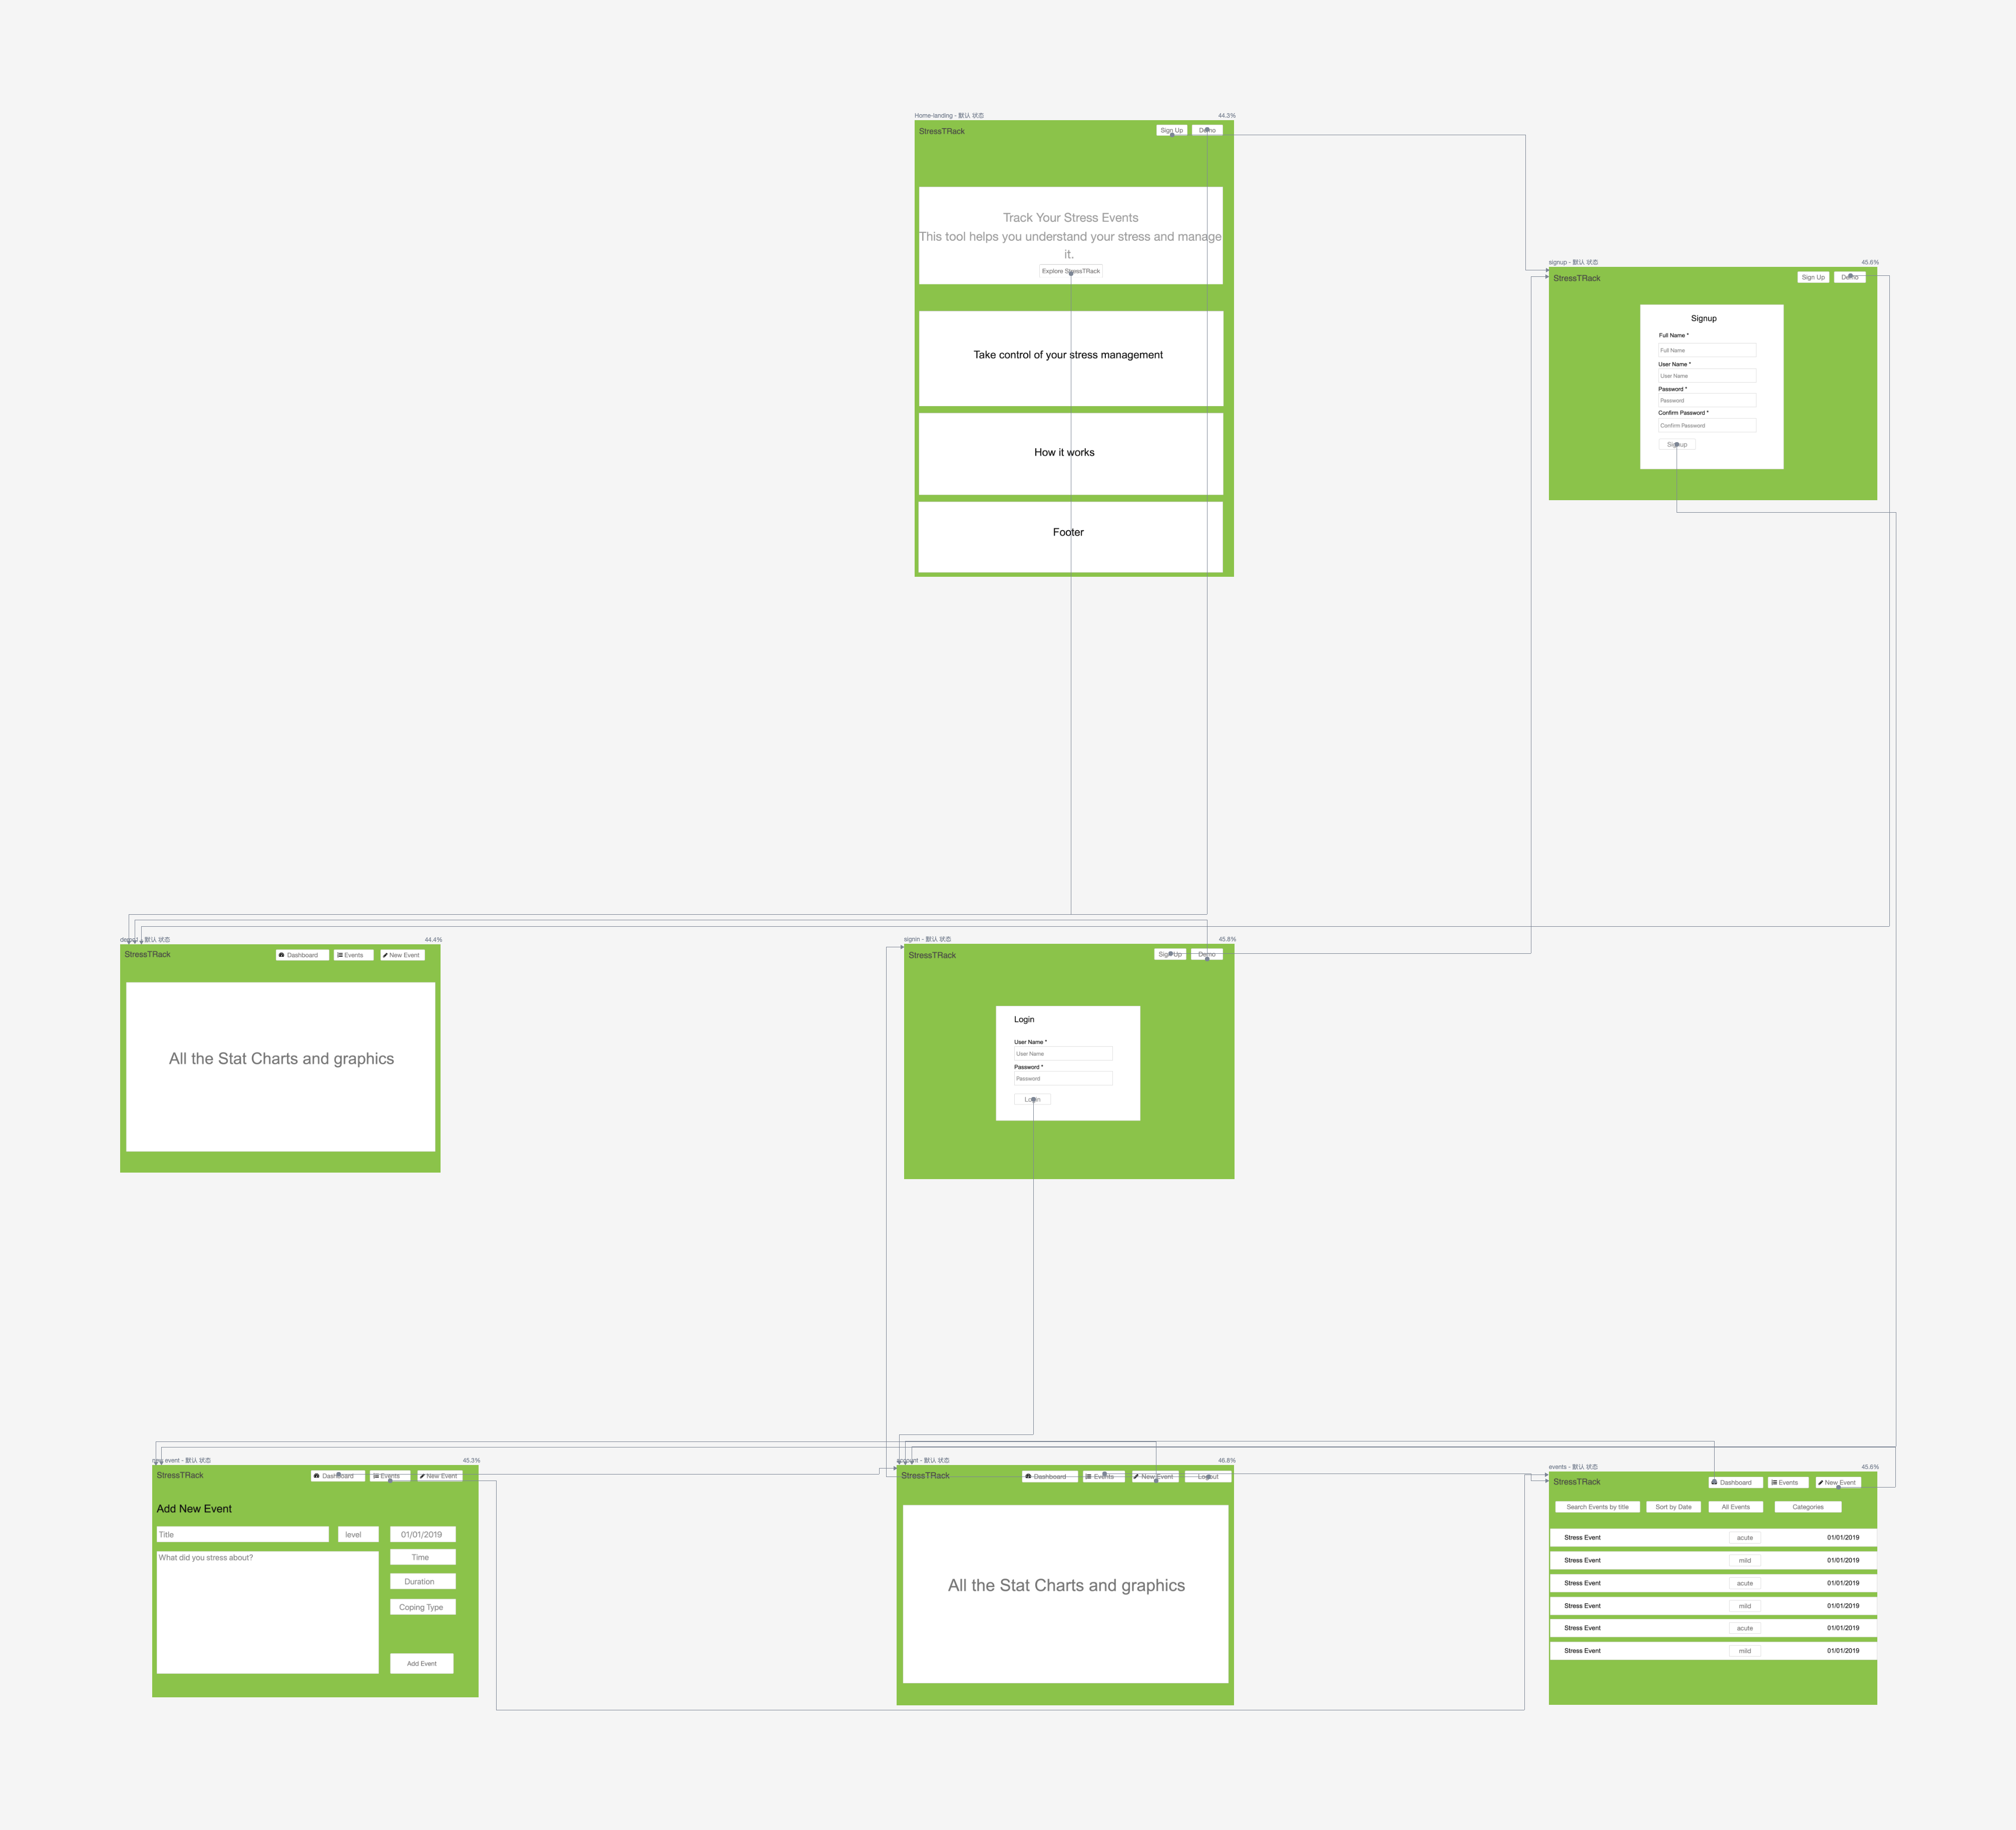 Home-landing - 默认 状态
44.3%
StressTRack
Sign Up
Demo
Track Your Stress Events
This tool helps you understand your stress and manage
it.
Explore StressTRack
Take control of your stress management
How it works
Footer
signup - 默认 状态
45.6%
StressTRack
Sign Up
Demo
Signup
Full Name *
Full Name
User Name *
User Name
Password *
Password
Confirm Password *
Confirm Password
Signup
默认 状态
44.4%
StressTRack
Dashboard
Events
New Event
All the Stat Charts and graphics
signin - 默认 状态
45.8%
StressTRack
Sign Up
Demo
Login
User Name *
User Name
Password *
Password
Login
new event - 默认 状态
45.3%
StressTRack
Dashboard
Events
New Event
Add New Event
Title
level
01/01/2019
What did you stress about?
Time
Duration
Coping Type
Add Event
默认 状态
46.8%
StressTRack
Dashboard
Events
New Event
Logout
All the Stat Charts and graphics
events - 默认 状态
45.6%
StressTRack
Dashboard
Events
New Event
Search Events by title
Sort by Date
All Events
Categories
Stress Event acute 01/01/2019
Stress Event mild 01/01/2019
Stress Event acute 01/01/2019
Stress Event mild 01/01/2019
Stress Event acute 01/01/2019
Stress Event mild 01/01/2019